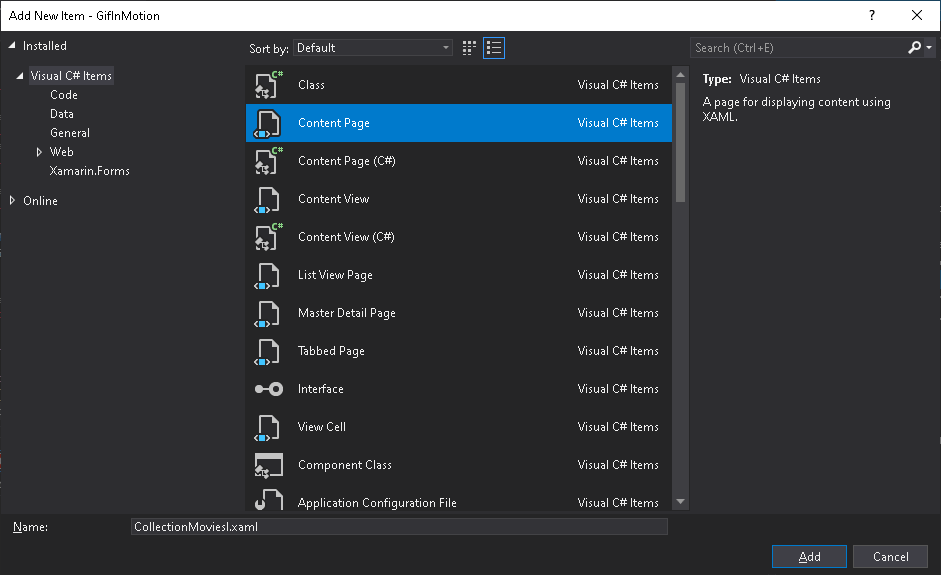 Add New Item - GifInMotion
?
Installed
Visual C# Items
Code
Data
General
Web
Xamarin.Forms
Online
Sort by: Default
C# Class Visual C# Items
Content Page Visual C# Items
C# Content Page (C#) Visual C# Items
Content View Visual C# Items
C# Content View (C#) Visual C# Items
List View Page Visual C# Items
Master Detail Page Visual C# Items
Tabbed Page Visual C# Items
Interface Visual C# Items
View Cell Visual C# Items
Component Class Visual C# Items
Application Configuration File Visual C# Items
Search (Ctrl+E)
Type: Visual C# Items
A page for displaying content using
XAML.
Name: CollectionMoviesI.xaml
Add Cancel